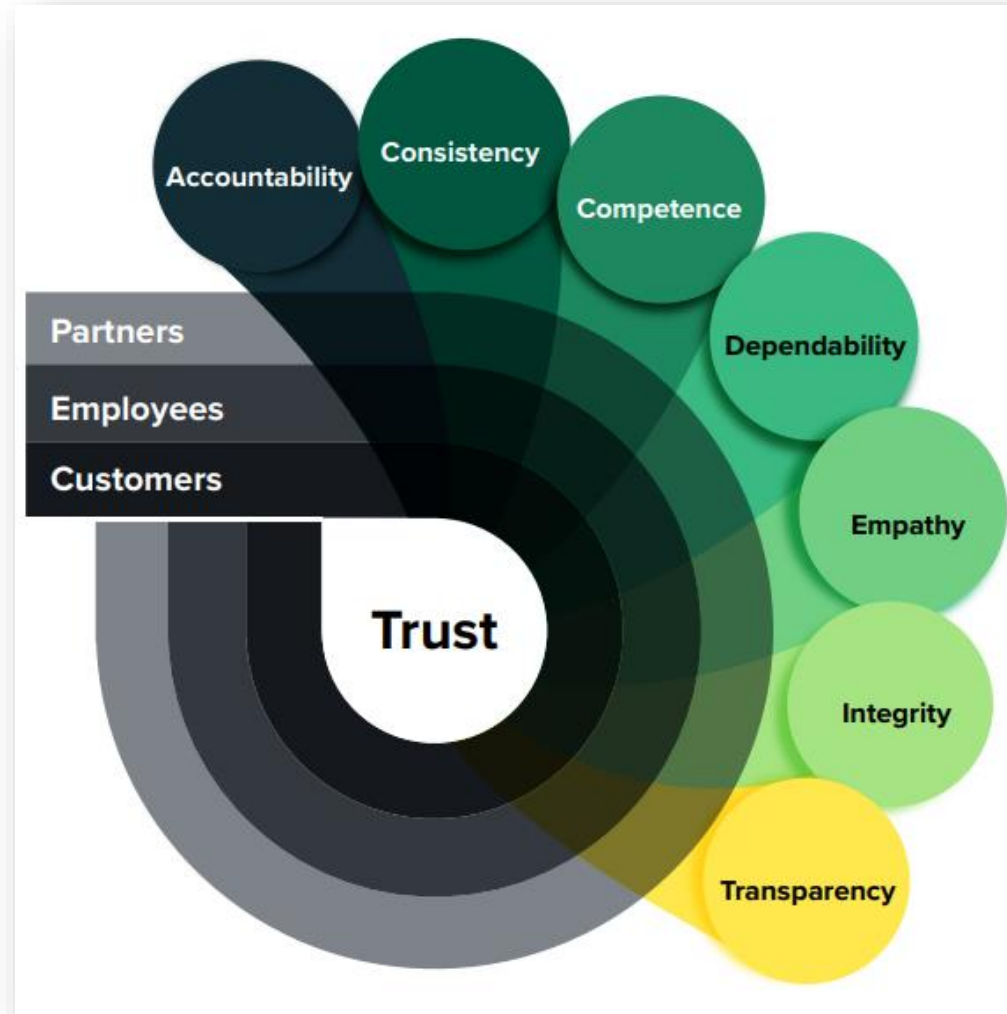 Accountability
Consistency
Competence
Dependability
Empathy
Integrity
Transparency
Partners
Employees
Customers
Trust